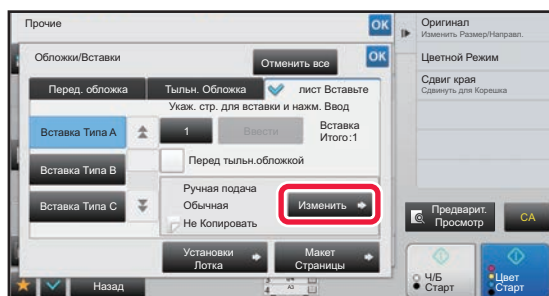 Прочие
OK
Обложки/Вставки
Отменить все
OK
Перед. обложка
Тыльн. Обложка
лист Вставьте
Укаж. стр. для вставки и нажм. Ввод
Вставка Типа A
1
Ввести
Вставка
Итого:1
Перед тыльн.обложкой
Вставка Типа B
Ручная подача
Обычная
Не Копировать
Изменить
Вставка Типа C
Установки
Лотка
Макет
Страницы
Назад
A3
Оригинал
Изменить Размер/Направл.
Цветной Режим
Сдвиг края
Сдвинуть для Корешка
Предварит.
Просмотр
CA
Ч/Б
Старт
Цвет
Старт